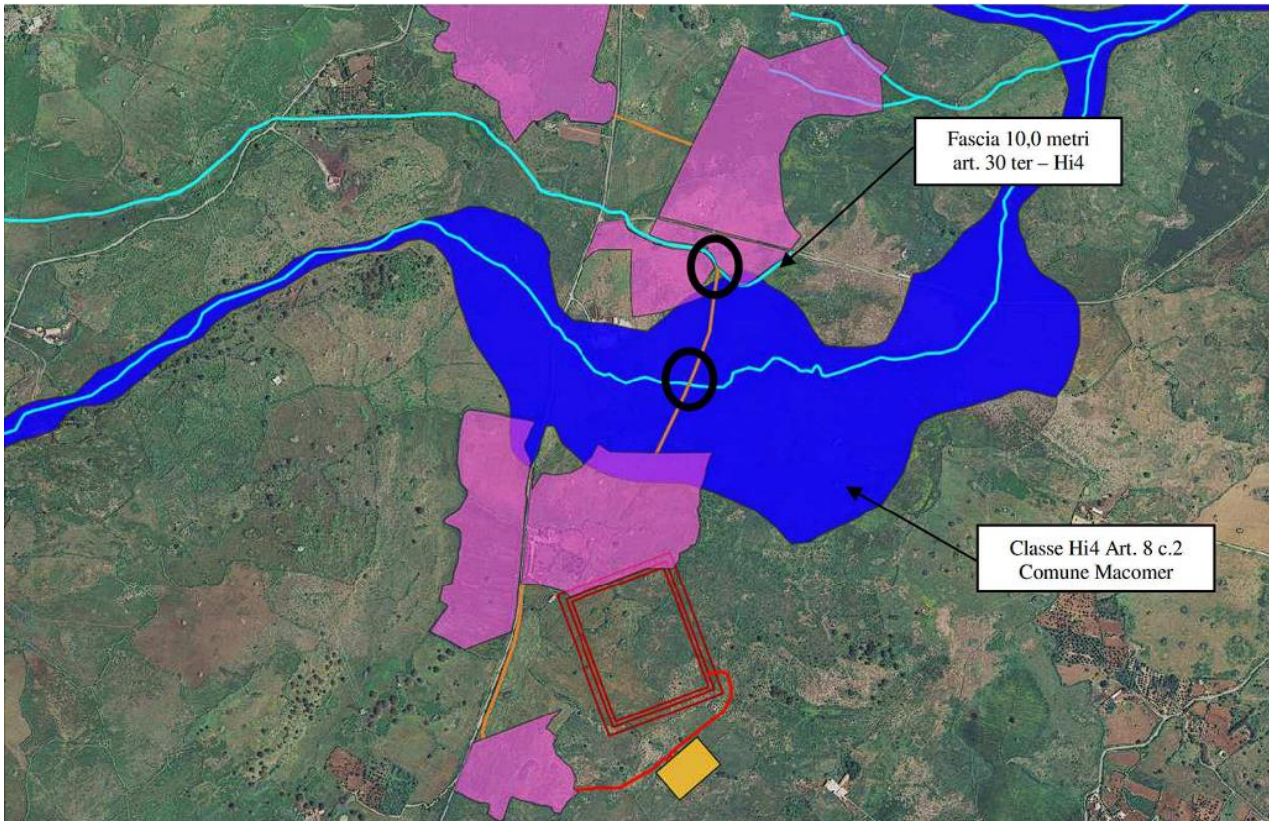 Fascia 10,0 metri
art. 30 ter – Hi4
Classe Hi4 Art. 8 c.2
Comune Macomer